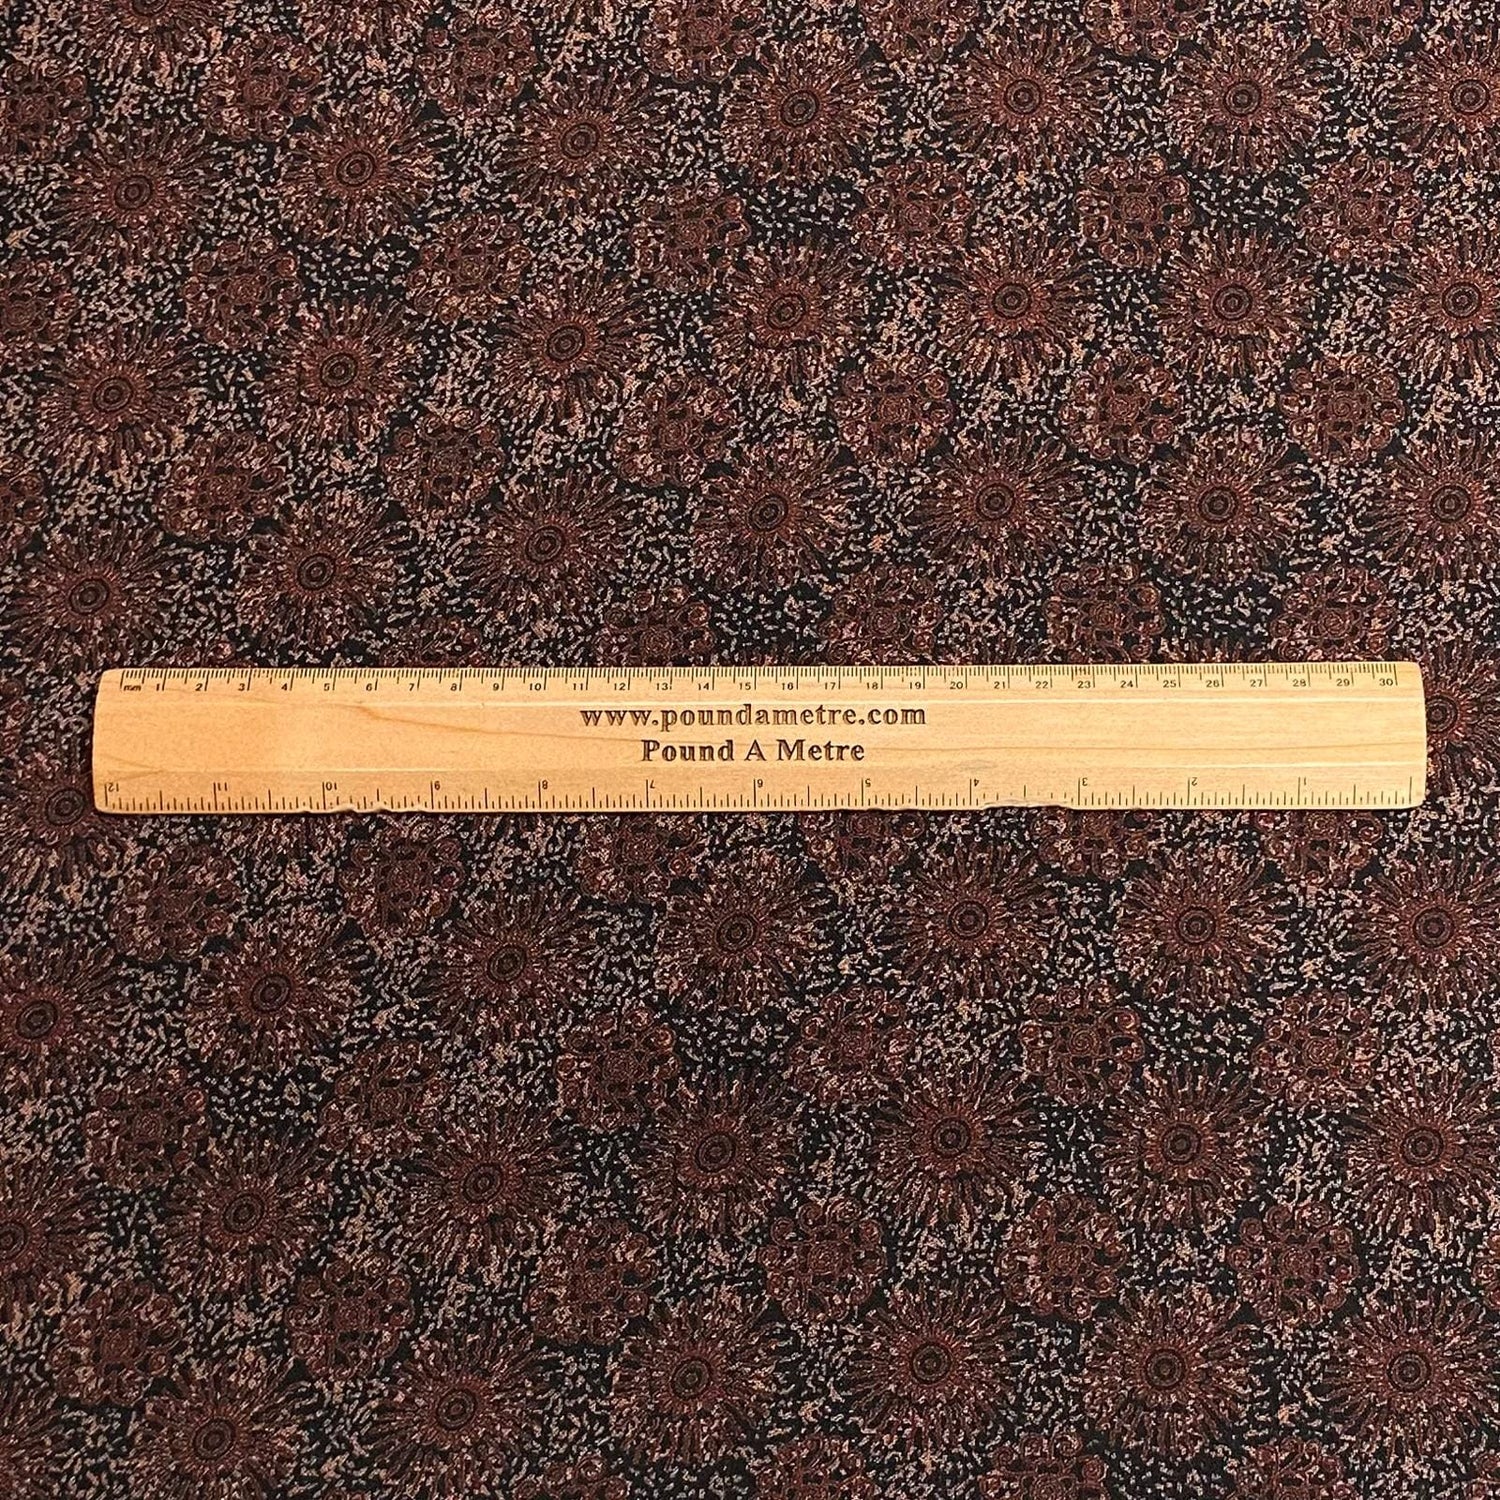 mm 1 2 3 4 5 6 7 8 9 10 11 12 13 14 15 16 17 18 19 20 21 22 23 24 25 26 27 28 29 30
www.poundametre.com
Pound A Metre
12 11 10 9 8 7 6 5 4 3 2 1